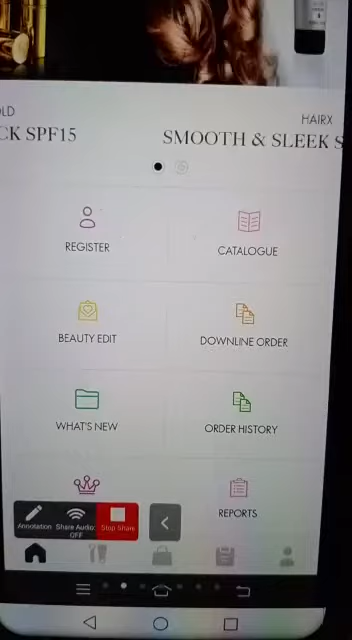 HAIRX
CK SPF15
SMOOTH & SLEEK S
REGISTER
CATALOGUE
BEAUTY EDIT
DOWNLINE ORDER
WHAT'S NEW
ORDER HISTORY
REPORTS
Annotation
Share Audio: OFF
Stop Share